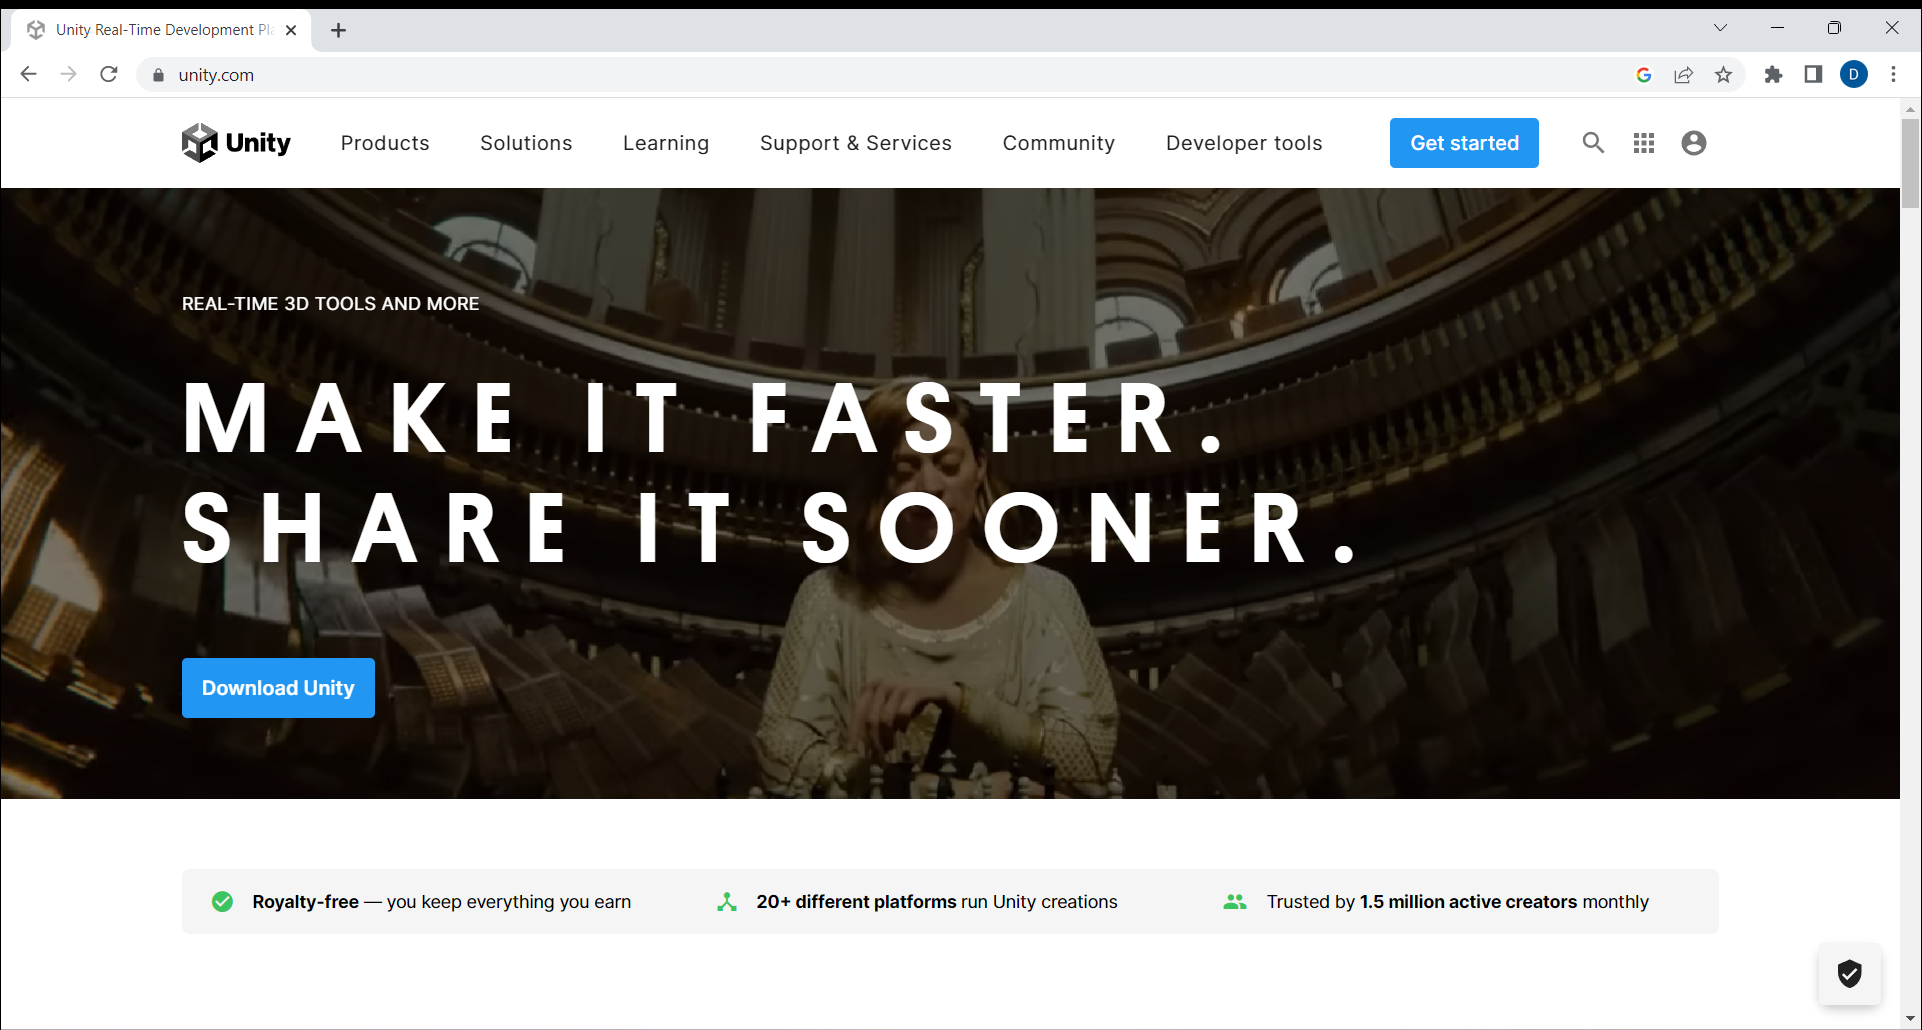 Unity Real-Time Development Pla
unity.com
D
Unity Products Solutions Learning Support & Services Community Developer tools Get started
REAL-TIME 3D TOOLS AND MORE
MAKE IT FASTER.
SHARE IT SOONER.
Download Unity
Royalty-free — you keep everything you earn 20+ different platforms run Unity creations Trusted by 1.5 million active creators monthly